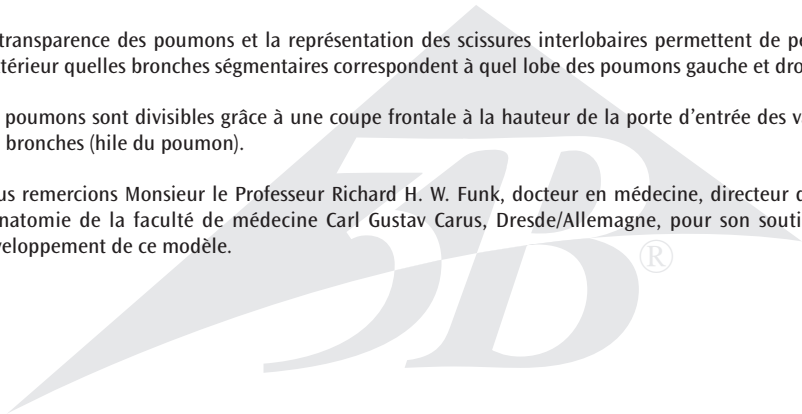 transparence des poumons et la représentation des scissures interlobaires permettent de
térieur quelles bronches ségmentaires correspondent à quel lobe des poumons gauche et
poumons sont divisibles grâce à une coupe frontale à la hauteur de la porte d'entrée des
bronches (hile du poumon).
us remercions Monsieur le Professeur Richard H. W. Funk, docteur en médecine, directeur
natomie de la faculté de médecine Carl Gustav Carus, Dresde/Allemagne, pour son
veloppement de ce modèle.
3B®